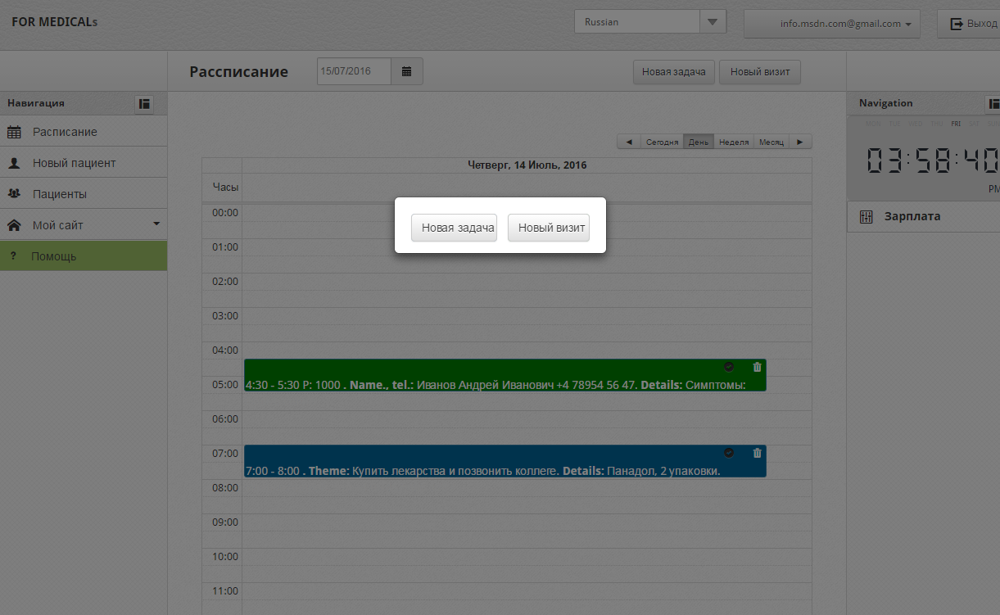 FOR MEDICALs
Russian
info.msdn.com@gmail.com
Выход
Расспиcание
15/07/2016
Новая задача
Новый визит
Навигация
Расписание
Новый пациент
Пациенты
Мой сайт
? Помощь
Сегодня День Неделя Месяц
Четверг, 14 Июль, 2016
Часы
Новая задача Новый визит
00:00
01:00
02:00
03:00
04:00
4:30 - 5:30 P: 1000 . Name., tel.: Иванов Андрей Иванович +4 78954 56 47. Details: Симптомы:
05:00
06:00
07:00
7:00 - 8:00 . Theme: Купить лекарства и позвонить коллеге. Details: Панадол, 2 упаковки.
08:00
09:00
10:00
11:00
Navigation
MON TUE WED THU FRI SAT SUN
03:58:40
PM
Зарплата